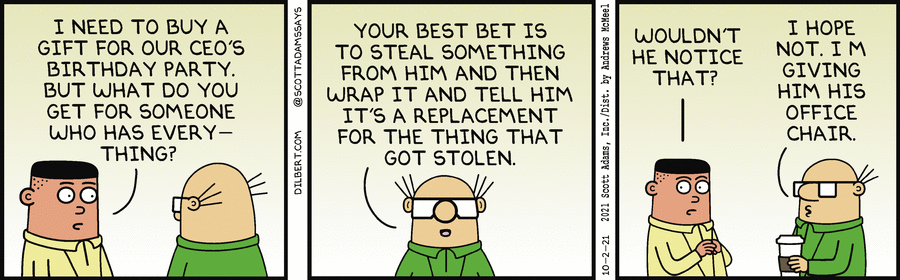 I NEED TO BUY A
GIFT FOR OUR CEO'S
BIRTHDAY PARTY.
BUT WHAT DO YOU
GET FOR SOMEONE
WHO HAS EVERY–
THING?
DILBERT.COM @SCOTTADAMSSAYS
YOUR BEST BET IS
TO STEAL SOMETHING
FROM HIM AND THEN
WRAP IT AND TELL HIM
IT'S A REPLACEMENT
FOR THE THING THAT
GOT STOLEN.
10-2-21 2021 Scott Adams, Inc./Dist. by Andrews McMeel
WOULDN'T
HE NOTICE
THAT?
I HOPE
NOT. I M
GIVING
HIM HIS
OFFICE
CHAIR.